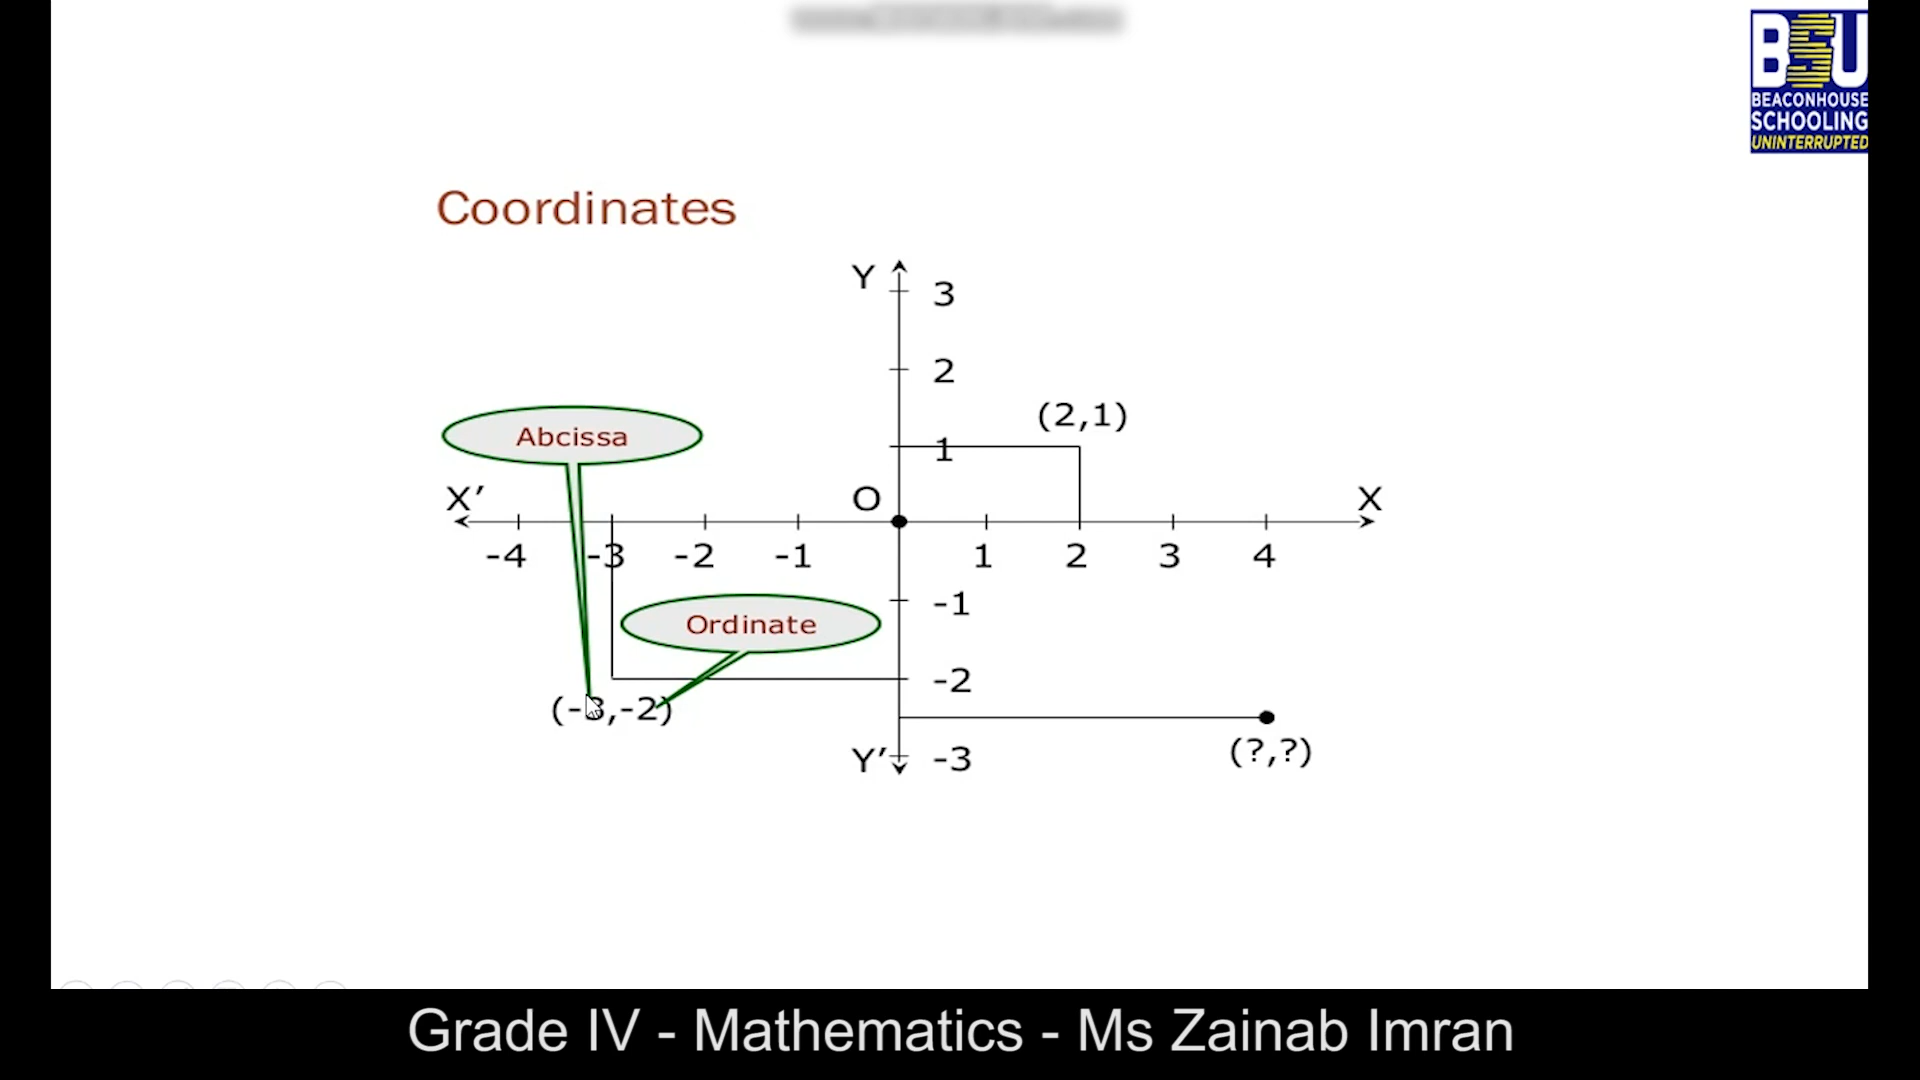 BSU
BEACONHOUSE
SCHOOLING
UNINTERRUPTED
Coordinates
Y
3
2
(2,1)
1
Abcissa
X′
O
X
-4
-3
-2
-1
1
2
3
4
-1
Ordinate
-2
(-3,-2)
Y′
-3
(?,?)
Grade IV - Mathematics - Ms Zainab Imran